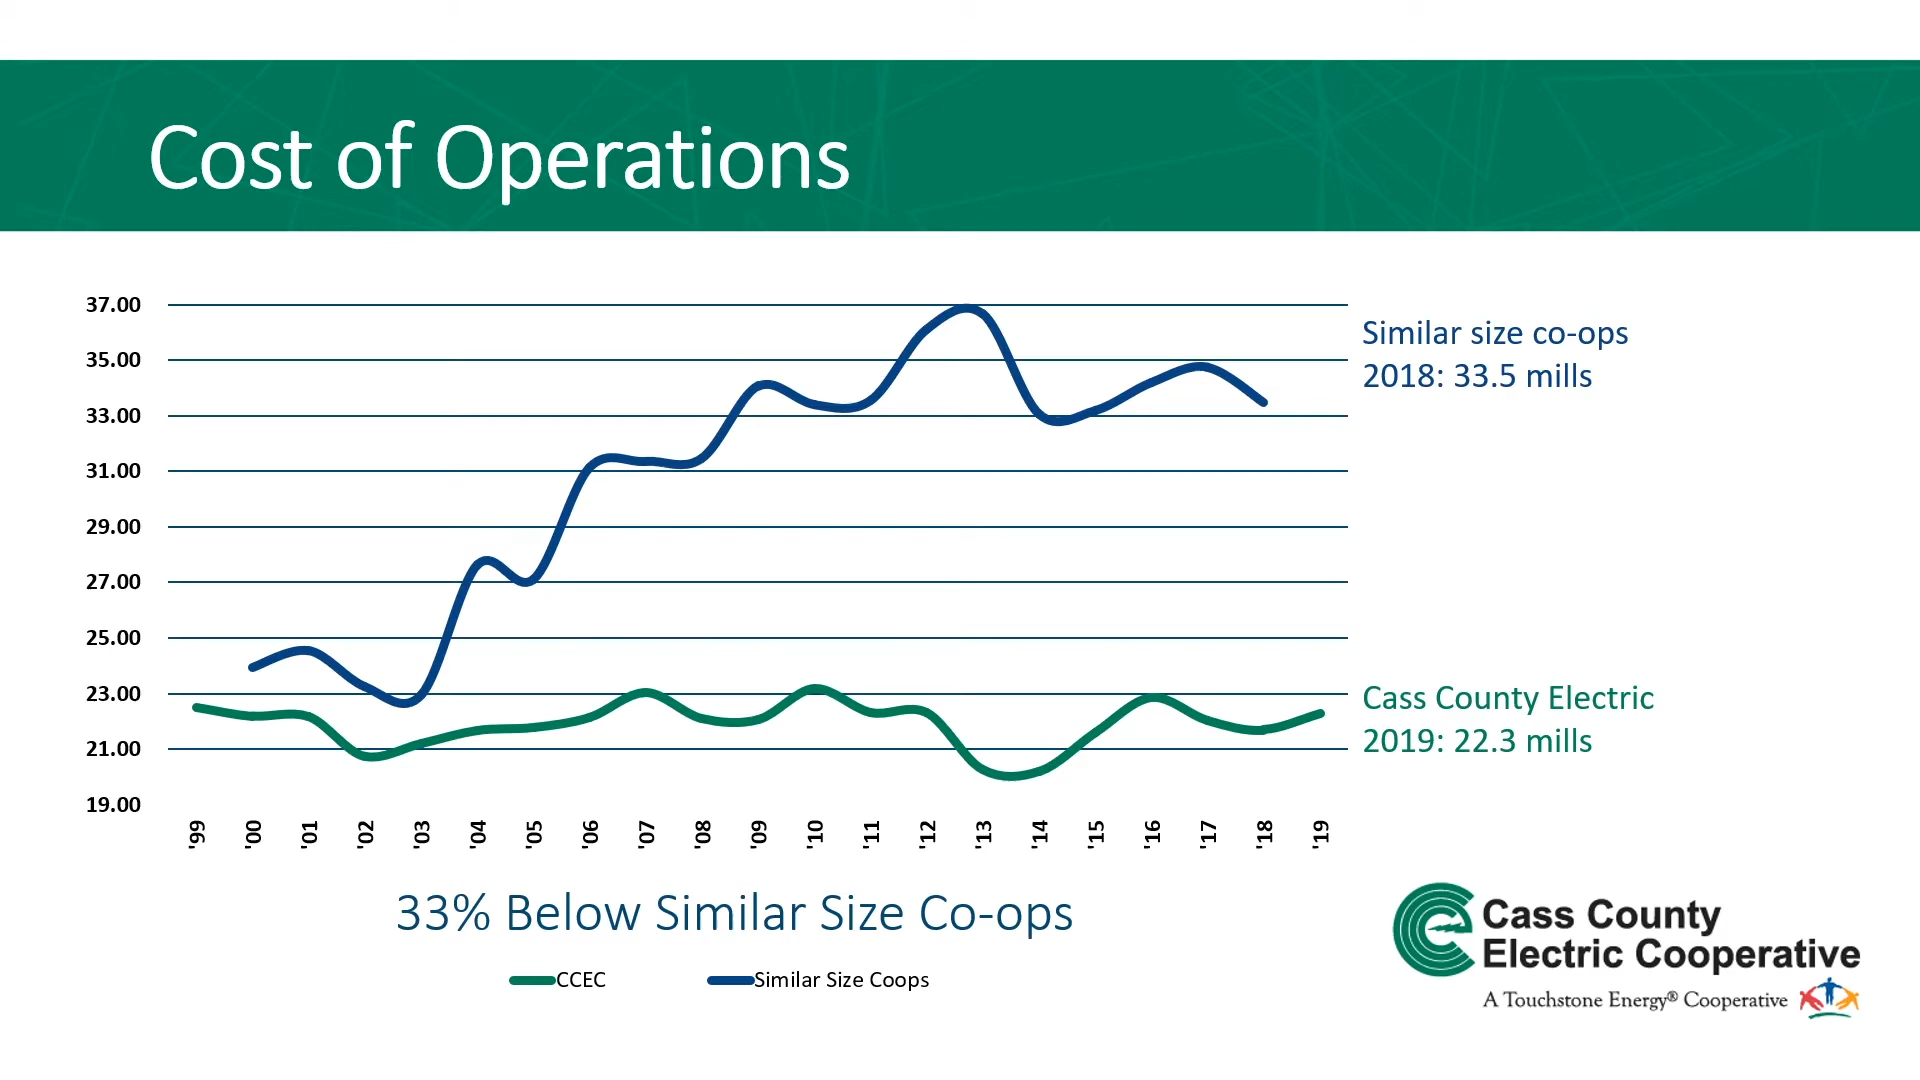 Cost of Operations
37.00
35.00
33.00
31.00
29.00
27.00
25.00
23.00
21.00
19.00
'99
'00
'01
'02
'03
'04
'05
'06
'07
'08
'09
'10
'11
'12
'13
'14
'15
'16
'17
'18
'19
Similar size co-ops
2018: 33.5 mills
Cass County Electric
2019: 22.3 mills
33% Below Similar Size Co-ops
CCEC
Similar Size Coops
Cass County
Electric Cooperative
A Touchstone Energy® Cooperative